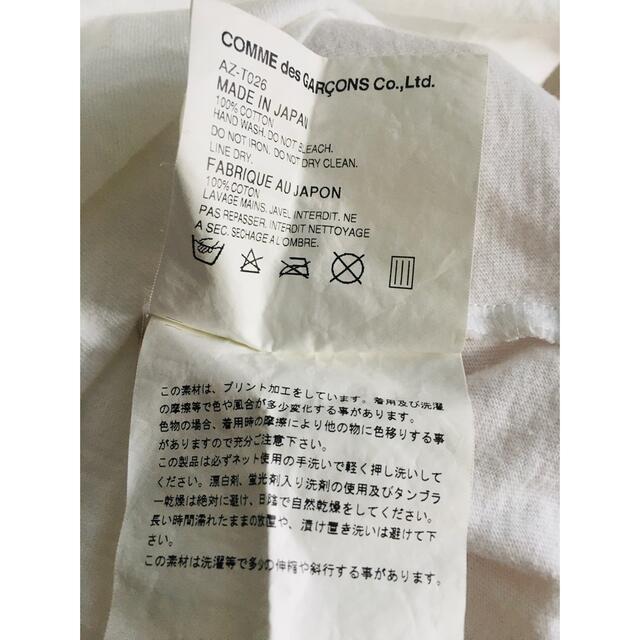 COMME des GARÇONS Co.,Ltd.
AZ-T026
MADE IN JAPAN
100% COTTON
HAND WASH. DO NOT BLEACH.
DO NOT IRON. DO NOT DRY CLEAN.
LINE DRY.
FABRIQUE AU JAPON
100% COTON
LAVAGE MAINS. JAVEL INTERDIT. NE
PAS REPASSER. INTERDIT NETTOYAGE
A SEC. SECHAGE A L'OMBRE.
この素材は、プリント加工をしています。着用及び洗濯
の摩擦等で色や風合が多少変化する事があります。
色物の場合、着用時の摩擦により他の物に色移りする事
がありますので充分ご注意下さい。
この製品は必ずネット使用の手洗いで軽く押し洗いして
ください。漂白剤、蛍光剤入り洗剤の使用及びタンブラ
ー乾燥は絶対に避け、日陰で自然乾燥をしてください。
長い時間濡れたままの放置や、漬け置き洗いは避けて下
さい。
この素材は洗濯等で多少の伸縮や斜行する事があります。